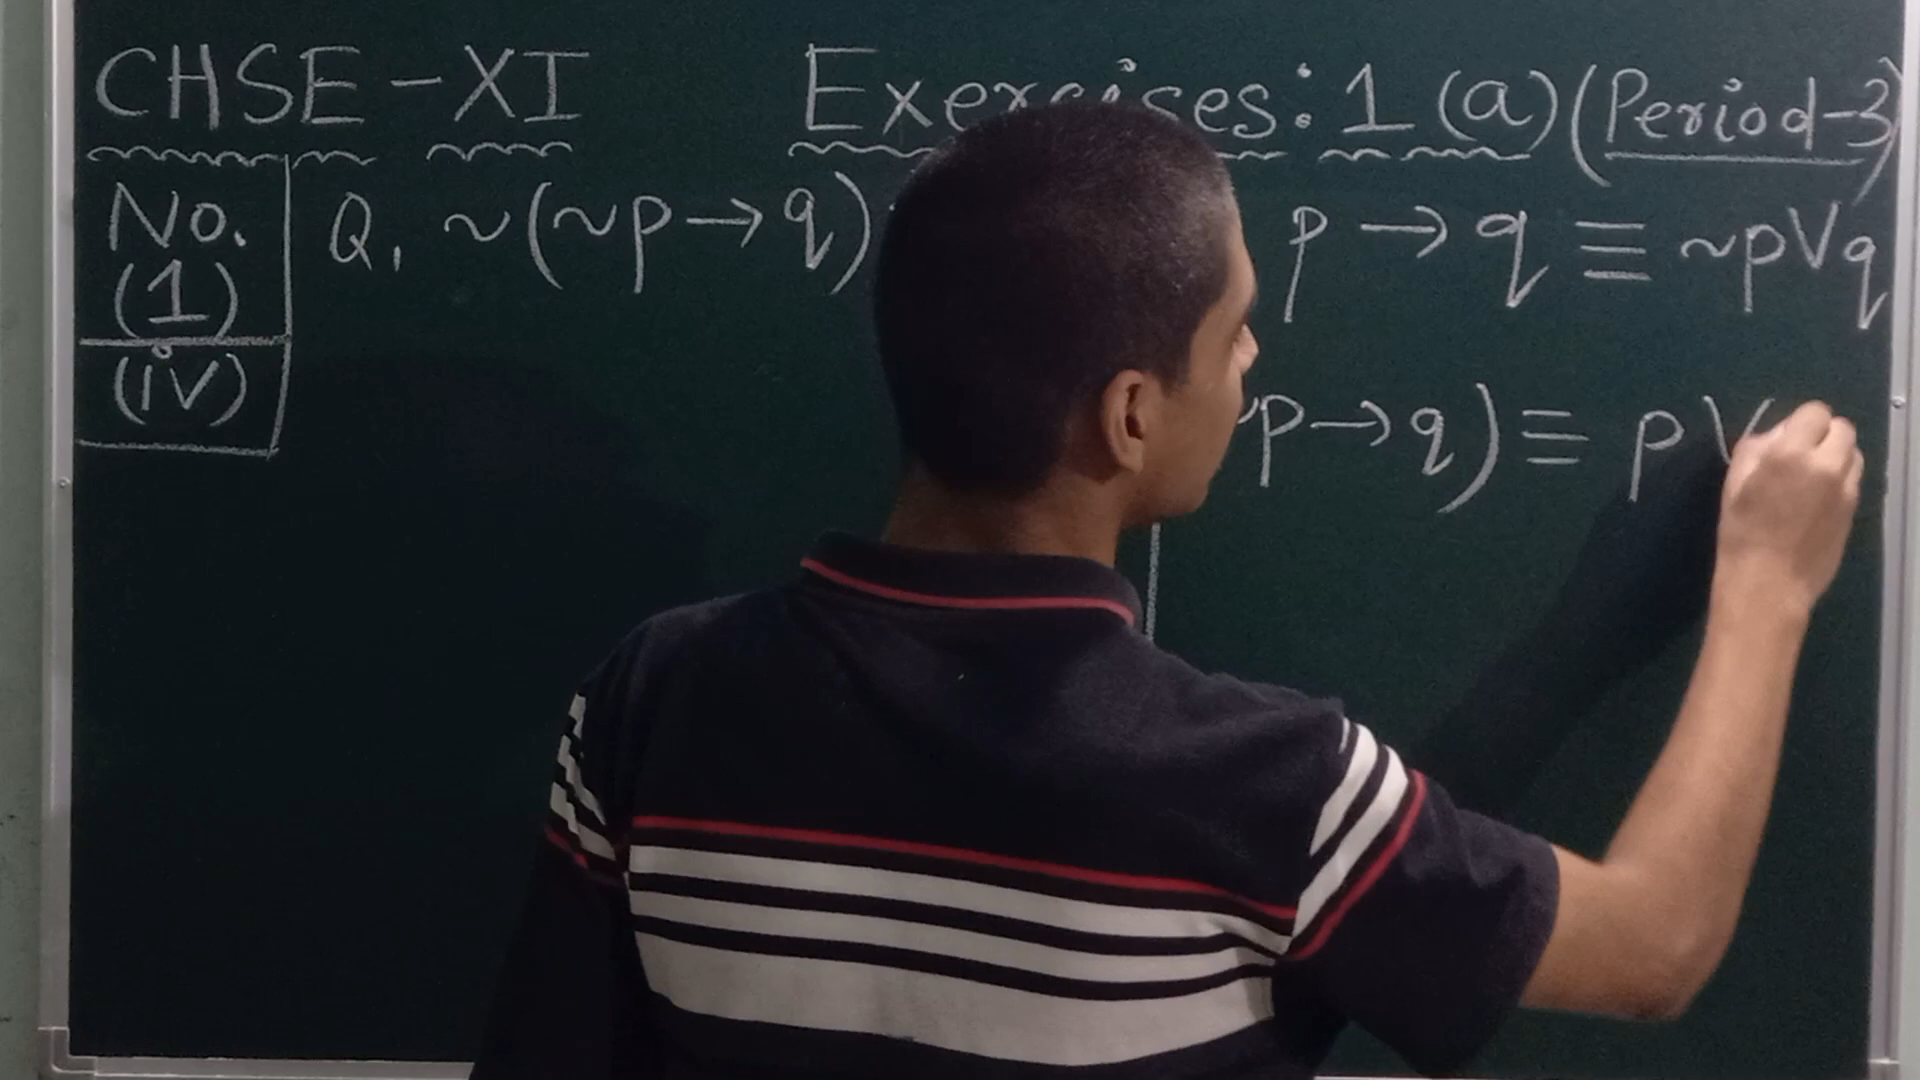 CHSE-XI Exercises: 1 (a) (Period-3)
No. (1) Q. ~(~p→q) p → q ≡ ~p∨q
(iv) p→q) ≡ p ∨